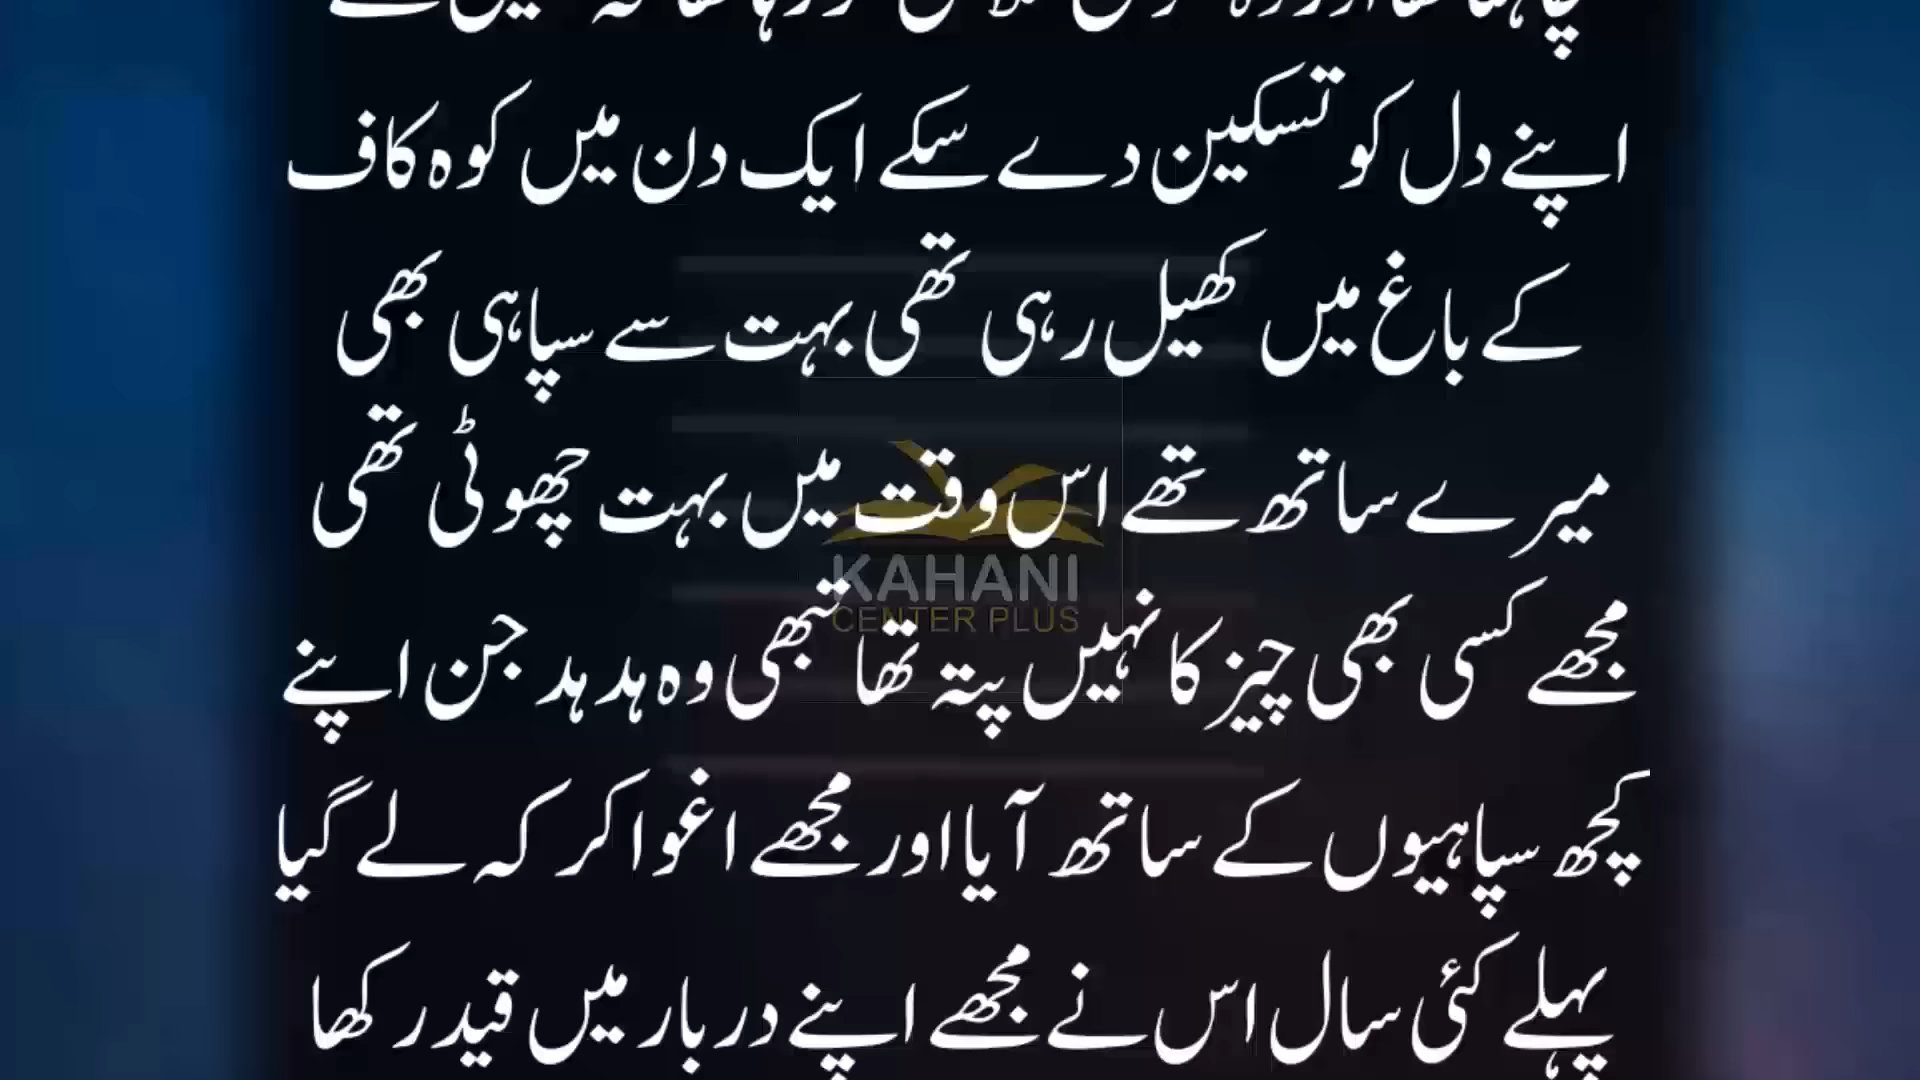 اپنے دل کو تسکین دے سکے ایک دن میں کوہ کاف
کے باغ میں کھیل رہی تھی بہت سے سپاہی بھی
میرے ساتھ تھے اس وقت میں بہت چھوٹی تھی
KAHANI
CENTER PLUS
مجھے کسی بھی چیز کا نہیں پتہ تھا تبھی وہ ہدہد جن اپنے
کچھ سپاہیوں کے ساتھ آیا اور مجھے اغوا کر کہ لے گیا
پہلے کئی سال اس نے مجھے اپنے دربار میں قید رکھا